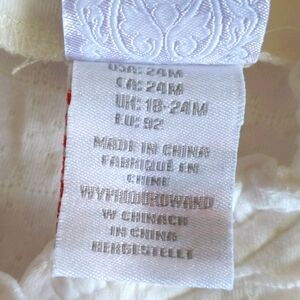 USA: 24M
CA: 24M
UK: 18-24M
EU: 92
MADE IN CHINA
FABRIQUÉ EN
CHINE
WYPRODUKOWANO
W CHINACH
IN CHINA
HERGESTELLT